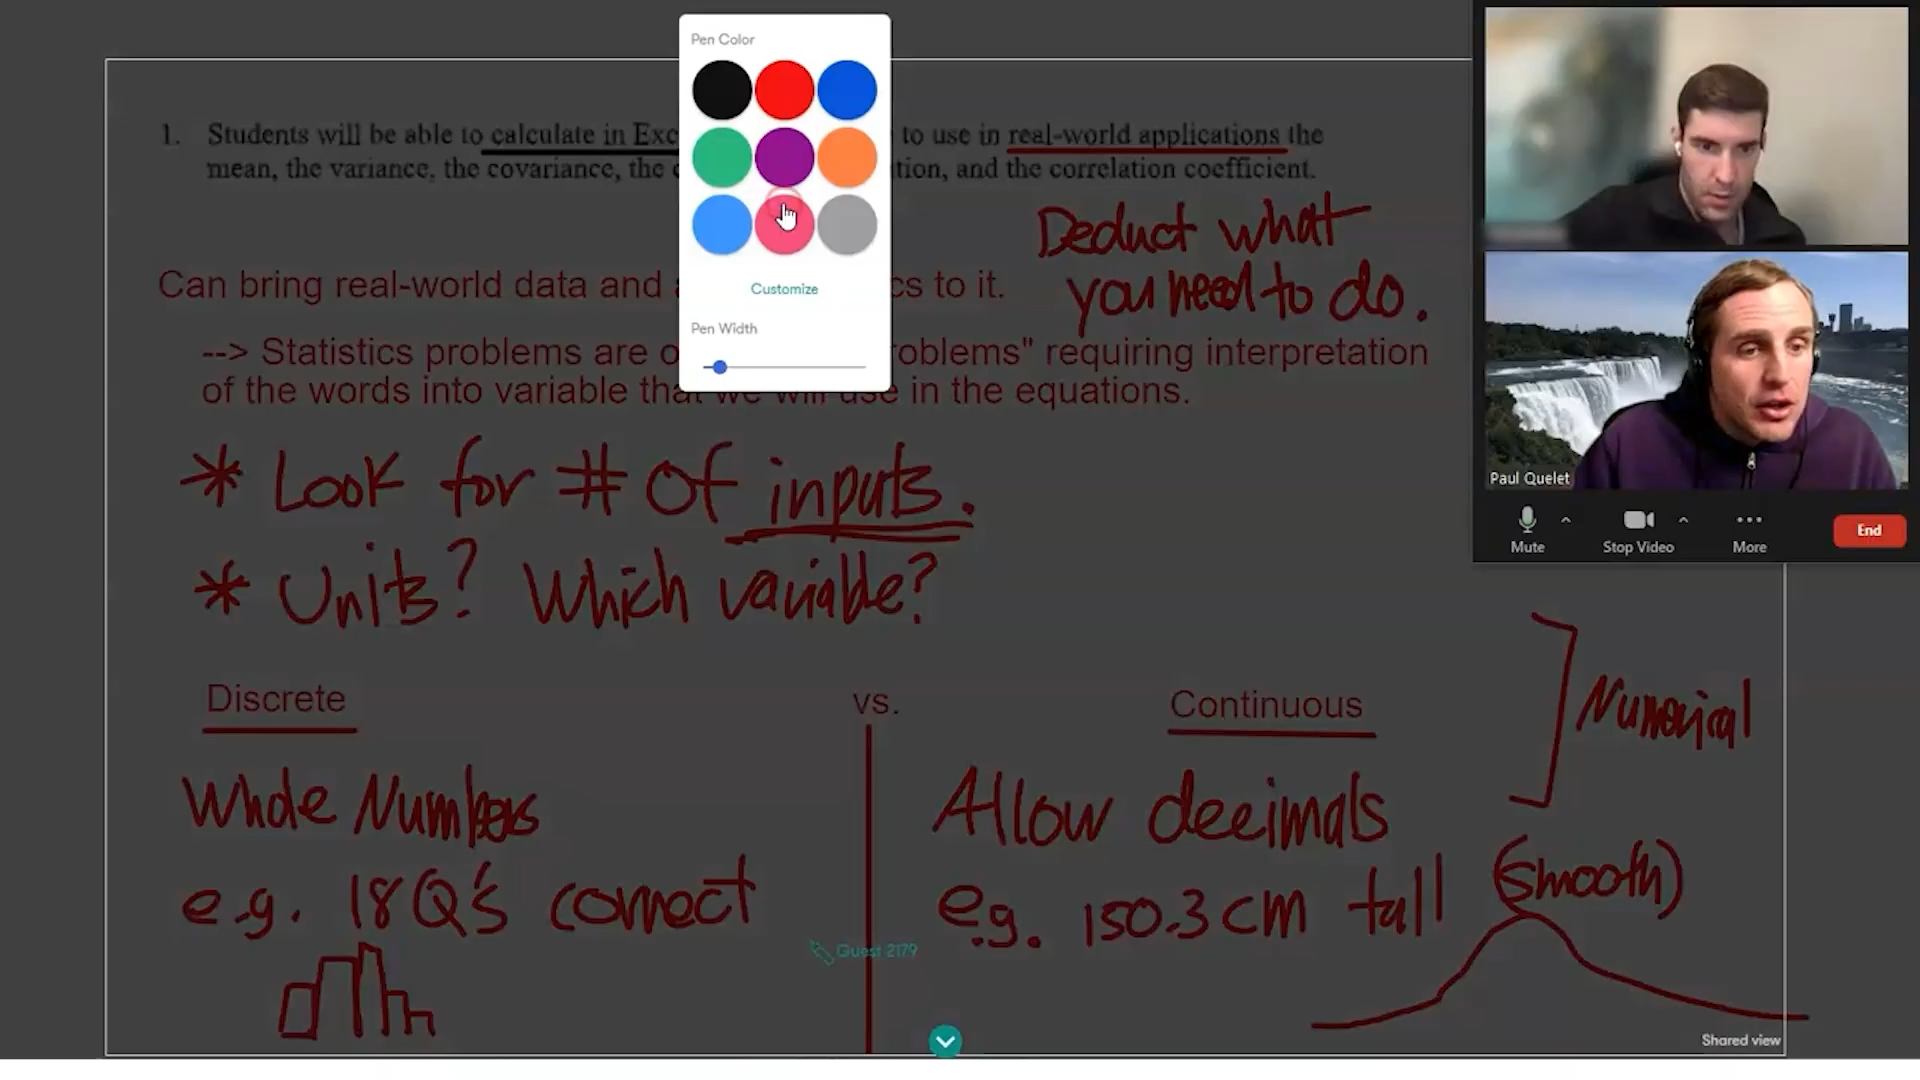 Pen Color
1. Students will be able to calculate in Exc to use in real-world applications the
mean, the variance, the covariance, the tion, and the correlation coefficient.
Deduct what
you need to do.
Customize
Can bring real-world data and a cs to it.
Pen Width
--> Statistics problems are o roblems" requiring interpretation
of the words into variable that we will use in the equations.
* Look for # of inputs.
* Units? Which variable?
Paul Quelet
Mute
Stop Video
More
End
Discrete vs. Continuous
Numerical
Whole Numbers
Allow decimals
e.g. 18 Q's correct
e.g. 150.3 cm tall
(smooth)
Guest 2179
Shared view